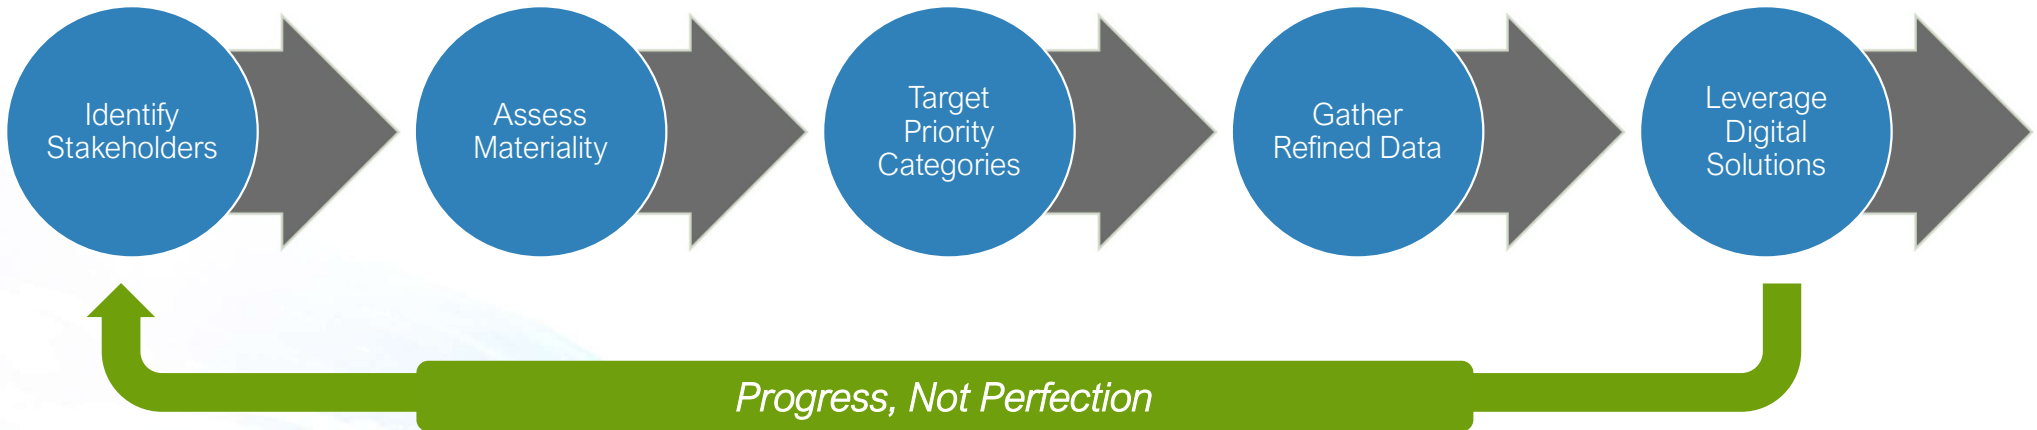 Identify
Stakeholders
Assess
Materiality
Target
Priority
Categories
Gather
Refined Data
Leverage
Digital
Solutions
Progress, Not Perfection